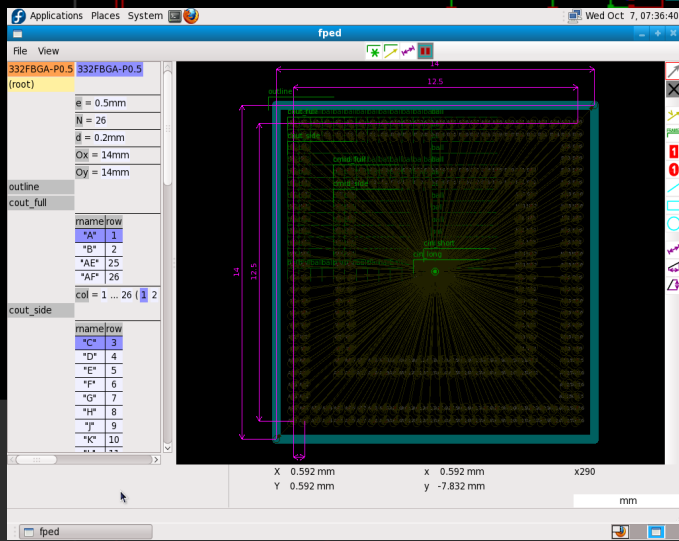 Applications Places System Wed Oct 7, 07:36:40
fped
File View
332FBGA-P0.5 332FBGA-P0.5
(root)
e = 0.5mm
N = 26
d = 0.2mm
Ox = 14mm
Oy = 14mm
outline
cout_full
rname row
"A" 1
"B" 2
"AE" 25
"AF" 26
col = 1 ... 26 ( 1 2
cout_side
rname row
"C" 3
"D" 4
"E" 5
"F" 6
"G" 7
"H" 8
"J" 9
"K" 10
14
12.5
outline
cout_full
cout_side
cmid_full
cmid_side
cin_short
cin_long
14
12.5
X 0.592 mm x 0.592 mm x290
Y 0.592 mm y -7.832 mm
mm
fped